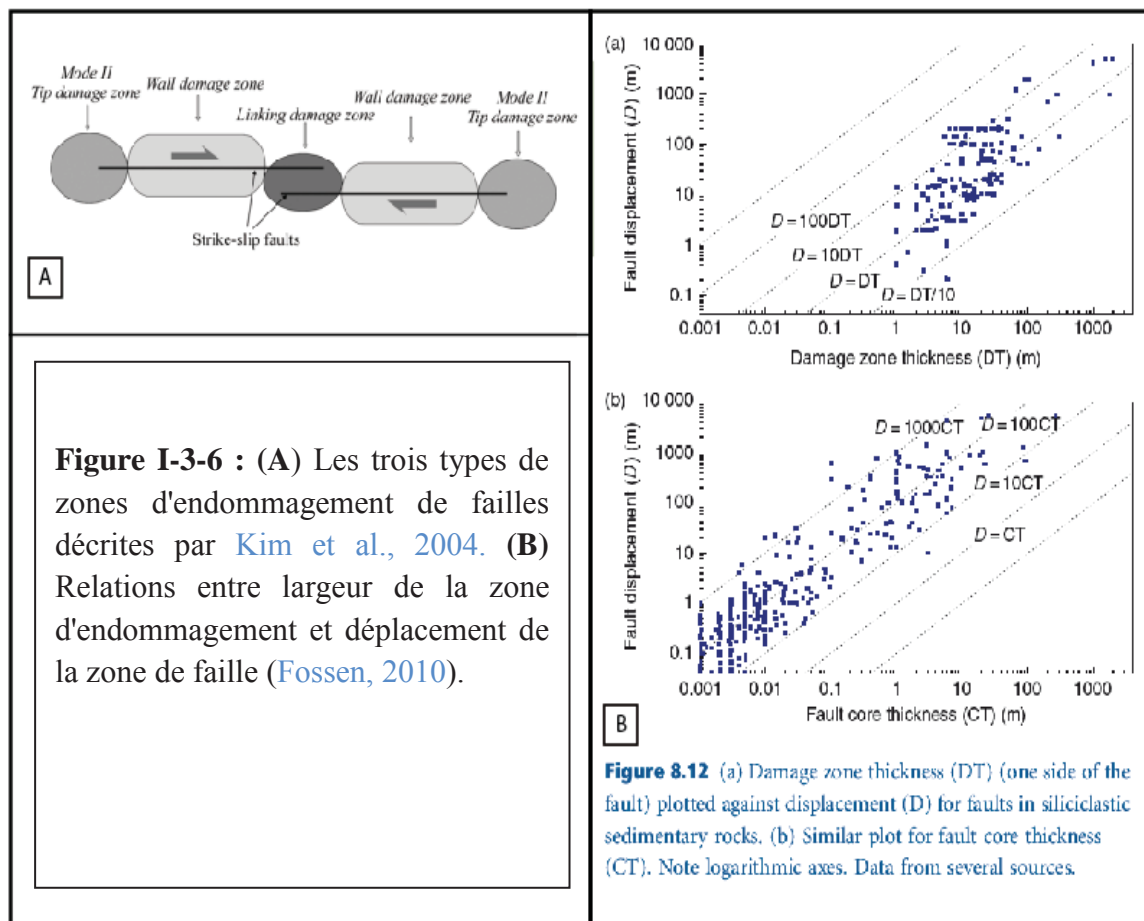 Mode II
Tip damage zone
Wall damage zone
Linking damage zone
Wall damage zone
Mode II
Tip damage zone
Strike-slip faults
A
Figure I-3-6 : (A) Les trois types de
zones d'endommagement de failles
décrites par Kim et al., 2004. (B)
Relations entre largeur de la zone
d'endommagement et déplacement de
la zone de faille (Fossen, 2010).
(a)
Fault displacement (D) (m)
10 000
1000
100
10
1
0.1
D = 100DT
D = 10DT
D = DT
D = DT/10
0.001 0.01 0.1 1 10 100 1000
Damage zone thickness (DT) (m)
(b)
Fault displacement (D) (m)
10 000
1000
100
10
1
0.1
D = 1000CT
D = 100CT
D = 10CT
D = CT
0.001 0.01 0.1 1 10 100 1000
Fault core thickness (CT) (m)
B
Figure 8.12 (a) Damage zone thickness (DT) (one side of the
fault) plotted against displacement (D) for faults in siliciclastic
sedimentary rocks. (b) Similar plot for fault core thickness
(CT). Note logarithmic axes. Data from several sources.